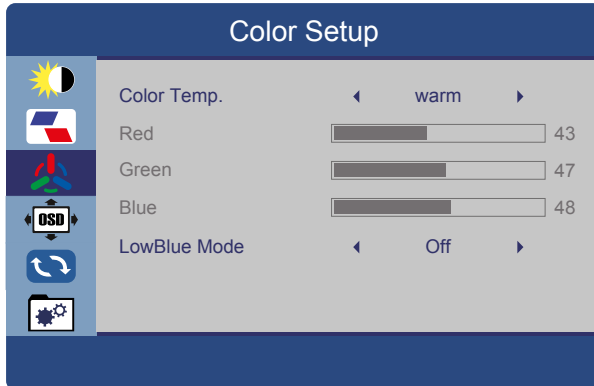 Color Setup
Color Temp. warm
Red 43
Green 47
Blue 48
OSD
LowBlue Mode Off